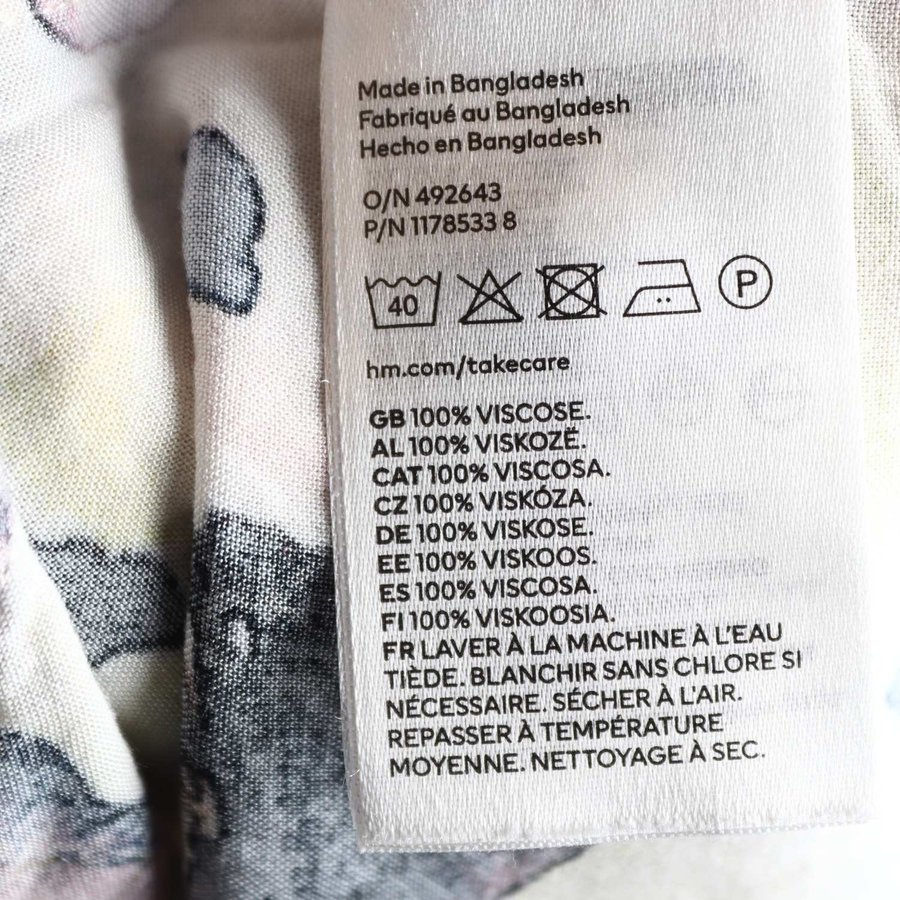 Made in Bangladesh
Fabriqué au Bangladesh
Hecho en Bangladesh
O/N 492643
P/N 1178533 8
40 P
hm.com/takecare
GB 100% VISCOSE.
AL 100% VISKOZË.
CAT 100% VISCOSA.
CZ 100% VISKÓZA.
DE 100% VISKOSE.
EE 100% VISKOOS.
ES 100% VISCOSA.
FI 100% VISKOOSIA.
FR LAVER À LA MACHINE À L'EAU
TIÈDE. BLANCHIR SANS CHLORE SI
NÉCESSAIRE. SÉCHER À L'AIR.
REPASSER À TEMPÉRATURE
MOYENNE. NETTOYAGE À SEC.